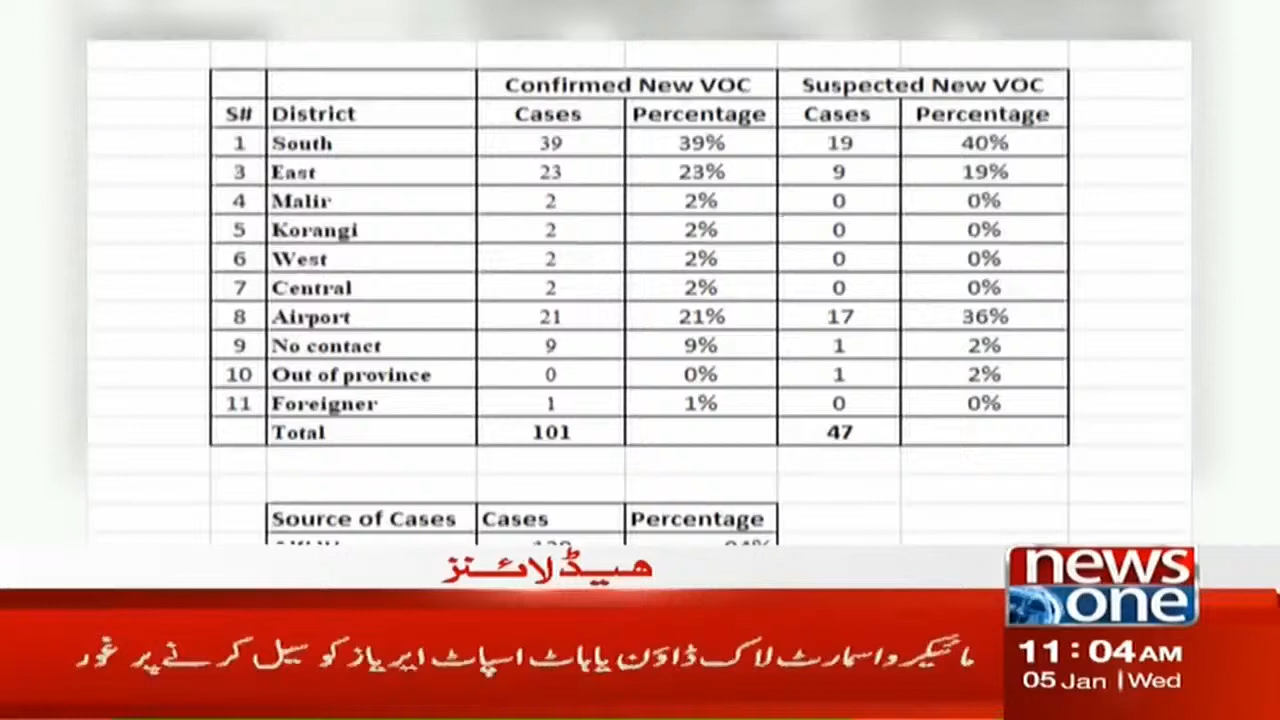 Confirmed New VOC Suspected New VOC
S# District Cases Percentage Cases Percentage
1 South 39 39% 19 40%
3 East 23 23% 9 19%
4 Malir 2 2% 0 0%
5 Korangi 2 2% 0 0%
6 West 2 2% 0 0%
7 Central 2 2% 0 0%
8 Airport 21 21% 17 36%
9 No contact 9 9% 1 2%
10 Out of province 0 0% 1 2%
11 Foreigner 1 1% 0 0%
Total 101 47
Source of Cases Cases Percentage
ھیڈلائنز
مائیکرو اسمارٹ لاک ڈاؤن یا ہاٹ اسپاٹ ایریاز کو سیل کرنے پر غور
news
one
11:04AM
05 Jan | Wed